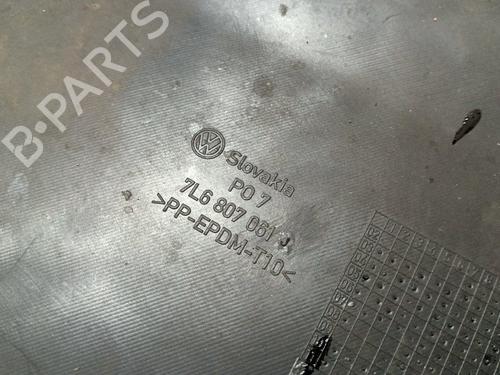 B-PARTS
Slovakia
PO 7
7L6 807 061 J
>PP-EPDM-T10<